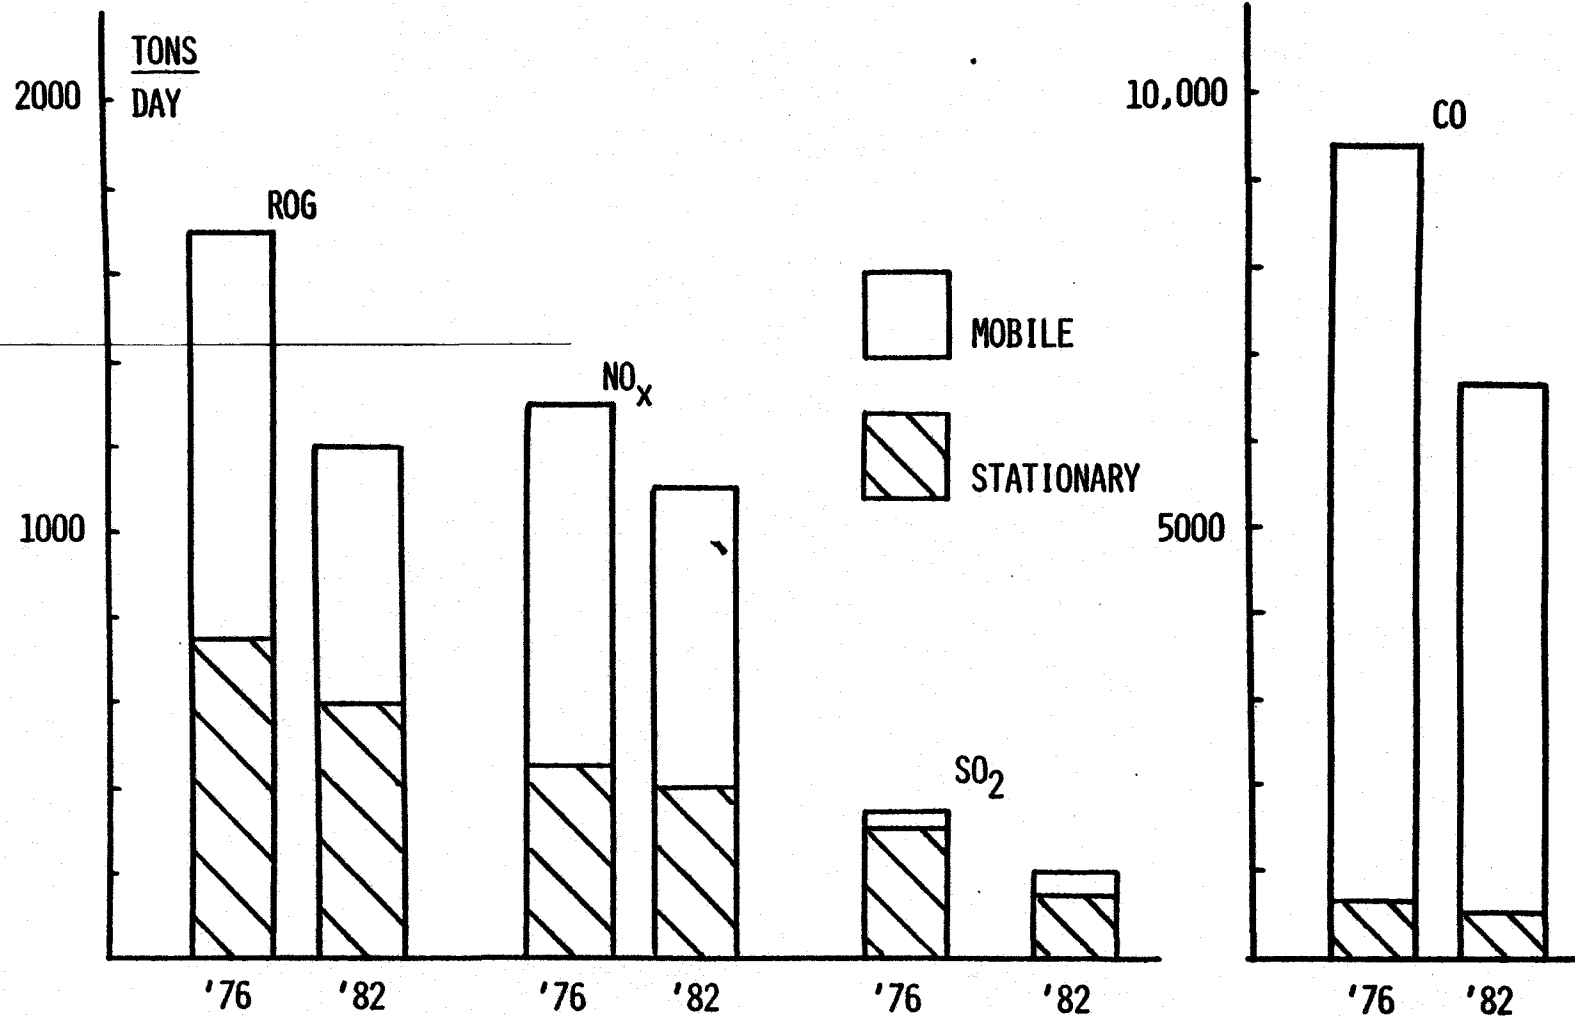 TONS
DAY
2000
1000
ROG
NOₓ
SO₂
MOBILE
STATIONARY
'76 '82 '76 '82 '76 '82
10,000
5000
CO
'76 '82